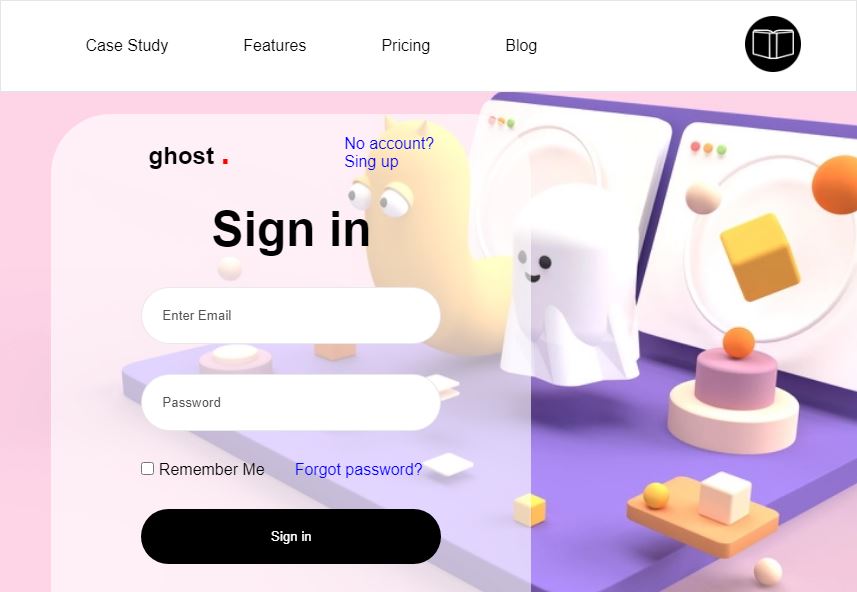 Case Study Features Pricing Blog
ghost .
No account?
Sing up
Sign in
Enter Email
Password
Remember Me Forgot password?
Sign in